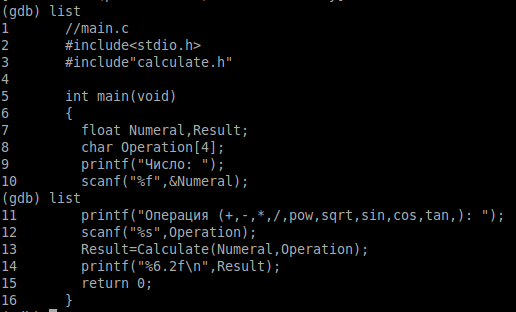 (gdb) list
1       //main.c
2       #include<stdio.h>
3       #include"calculate.h"
4
5       int main(void)
6       {
7         float Numeral,Result;
8         char Operation[4];
9         printf("Число: ");
10        scanf("%f",&Numeral);
(gdb) list
11        printf("Операция (+,-,*,/,pow,sqrt,sin,cos,tan,): ");
12        scanf("%s",Operation);
13        Result=Calculate(Numeral,Operation);
14        printf("%6.2f\n",Result);
15        return 0;
16      }